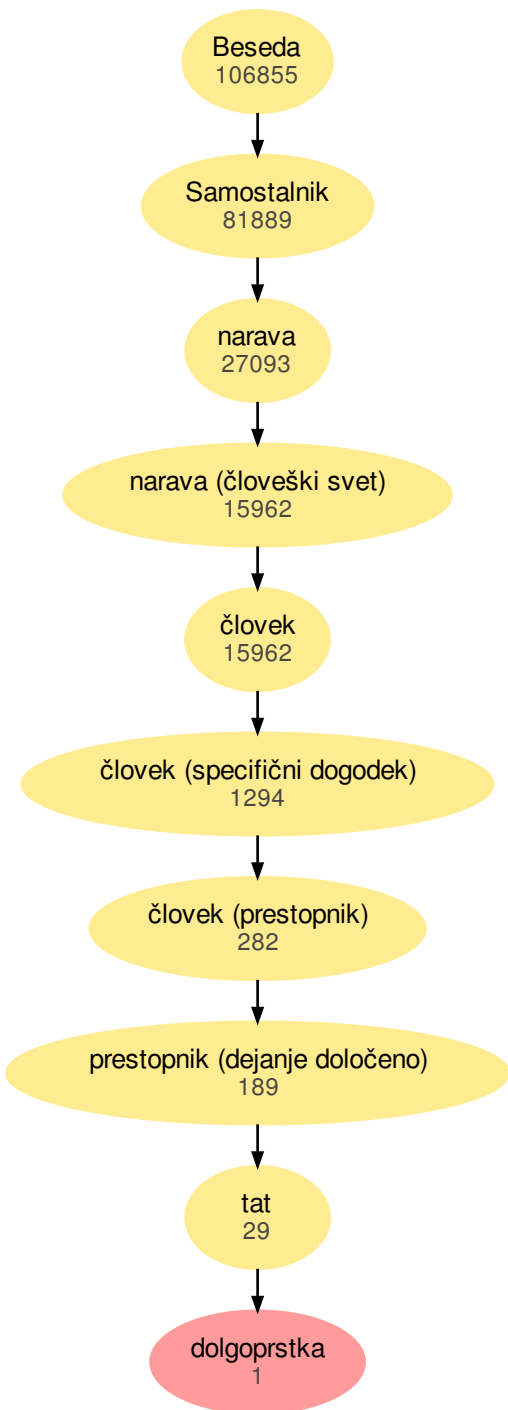 Beseda
106855
Samostalnik
81889
narava
27093
narava (človeški svet)
15962
človek
15962
človek (specifični dogodek)
1294
človek (prestopnik)
282
prestopnik (dejanje določeno)
189
tat
29
dolgoprstka
1